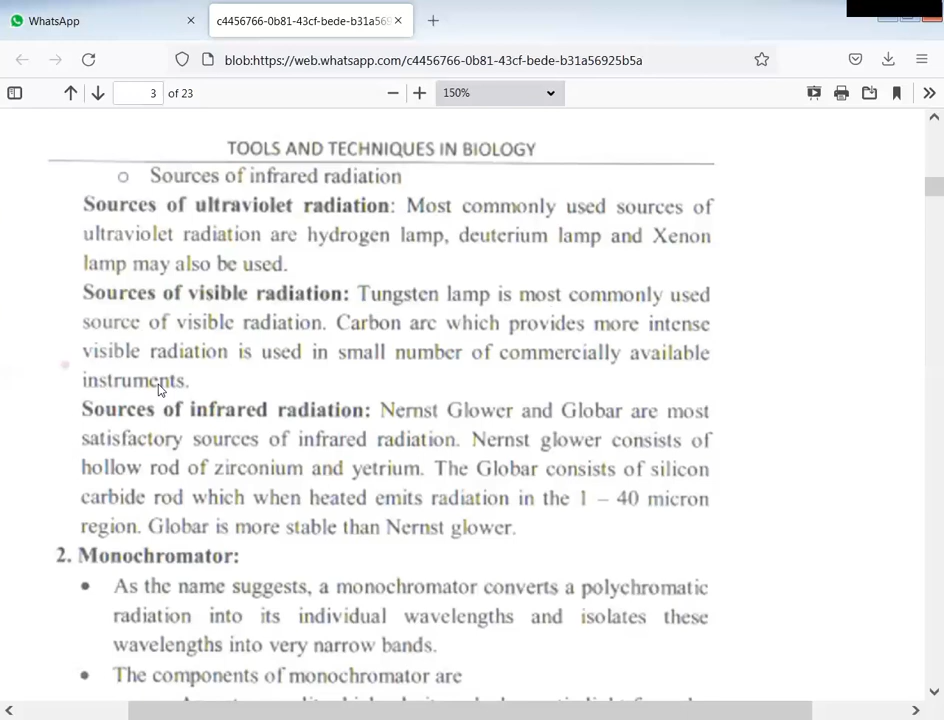 WhatsApp
c4456766-0b81-43cf-bede-b31a569
blob:https://web.whatsapp.com/c4456766-0b81-43cf-bede-b31a56925b5a
3 of 23
150%
TOOLS AND TECHNIQUES IN BIOLOGY
o Sources of infrared radiation
Sources of ultraviolet radiation: Most commonly used sources of
ultraviolet radiation are hydrogen lamp, deuterium lamp and Xenon
lamp may also be used.
Sources of visible radiation: Tungsten lamp is most commonly used
source of visible radiation. Carbon arc which provides more intense
visible radiation is used in small number of commercially available
instruments.
Sources of infrared radiation: Nernst Glower and Globar are most
satisfactory sources of infrared radiation. Nernst glower consists of
hollow rod of zirconium and yetrium. The Globar consists of silicon
carbide rod which when heated emits radiation in the 1 – 40 micron
region. Globar is more stable than Nernst glower.
2. Monochromator:
• As the name suggests, a monochromator converts a polychromatic
radiation into its individual wavelengths and isolates these
wavelengths into very narrow bands.
• The components of monochromator are